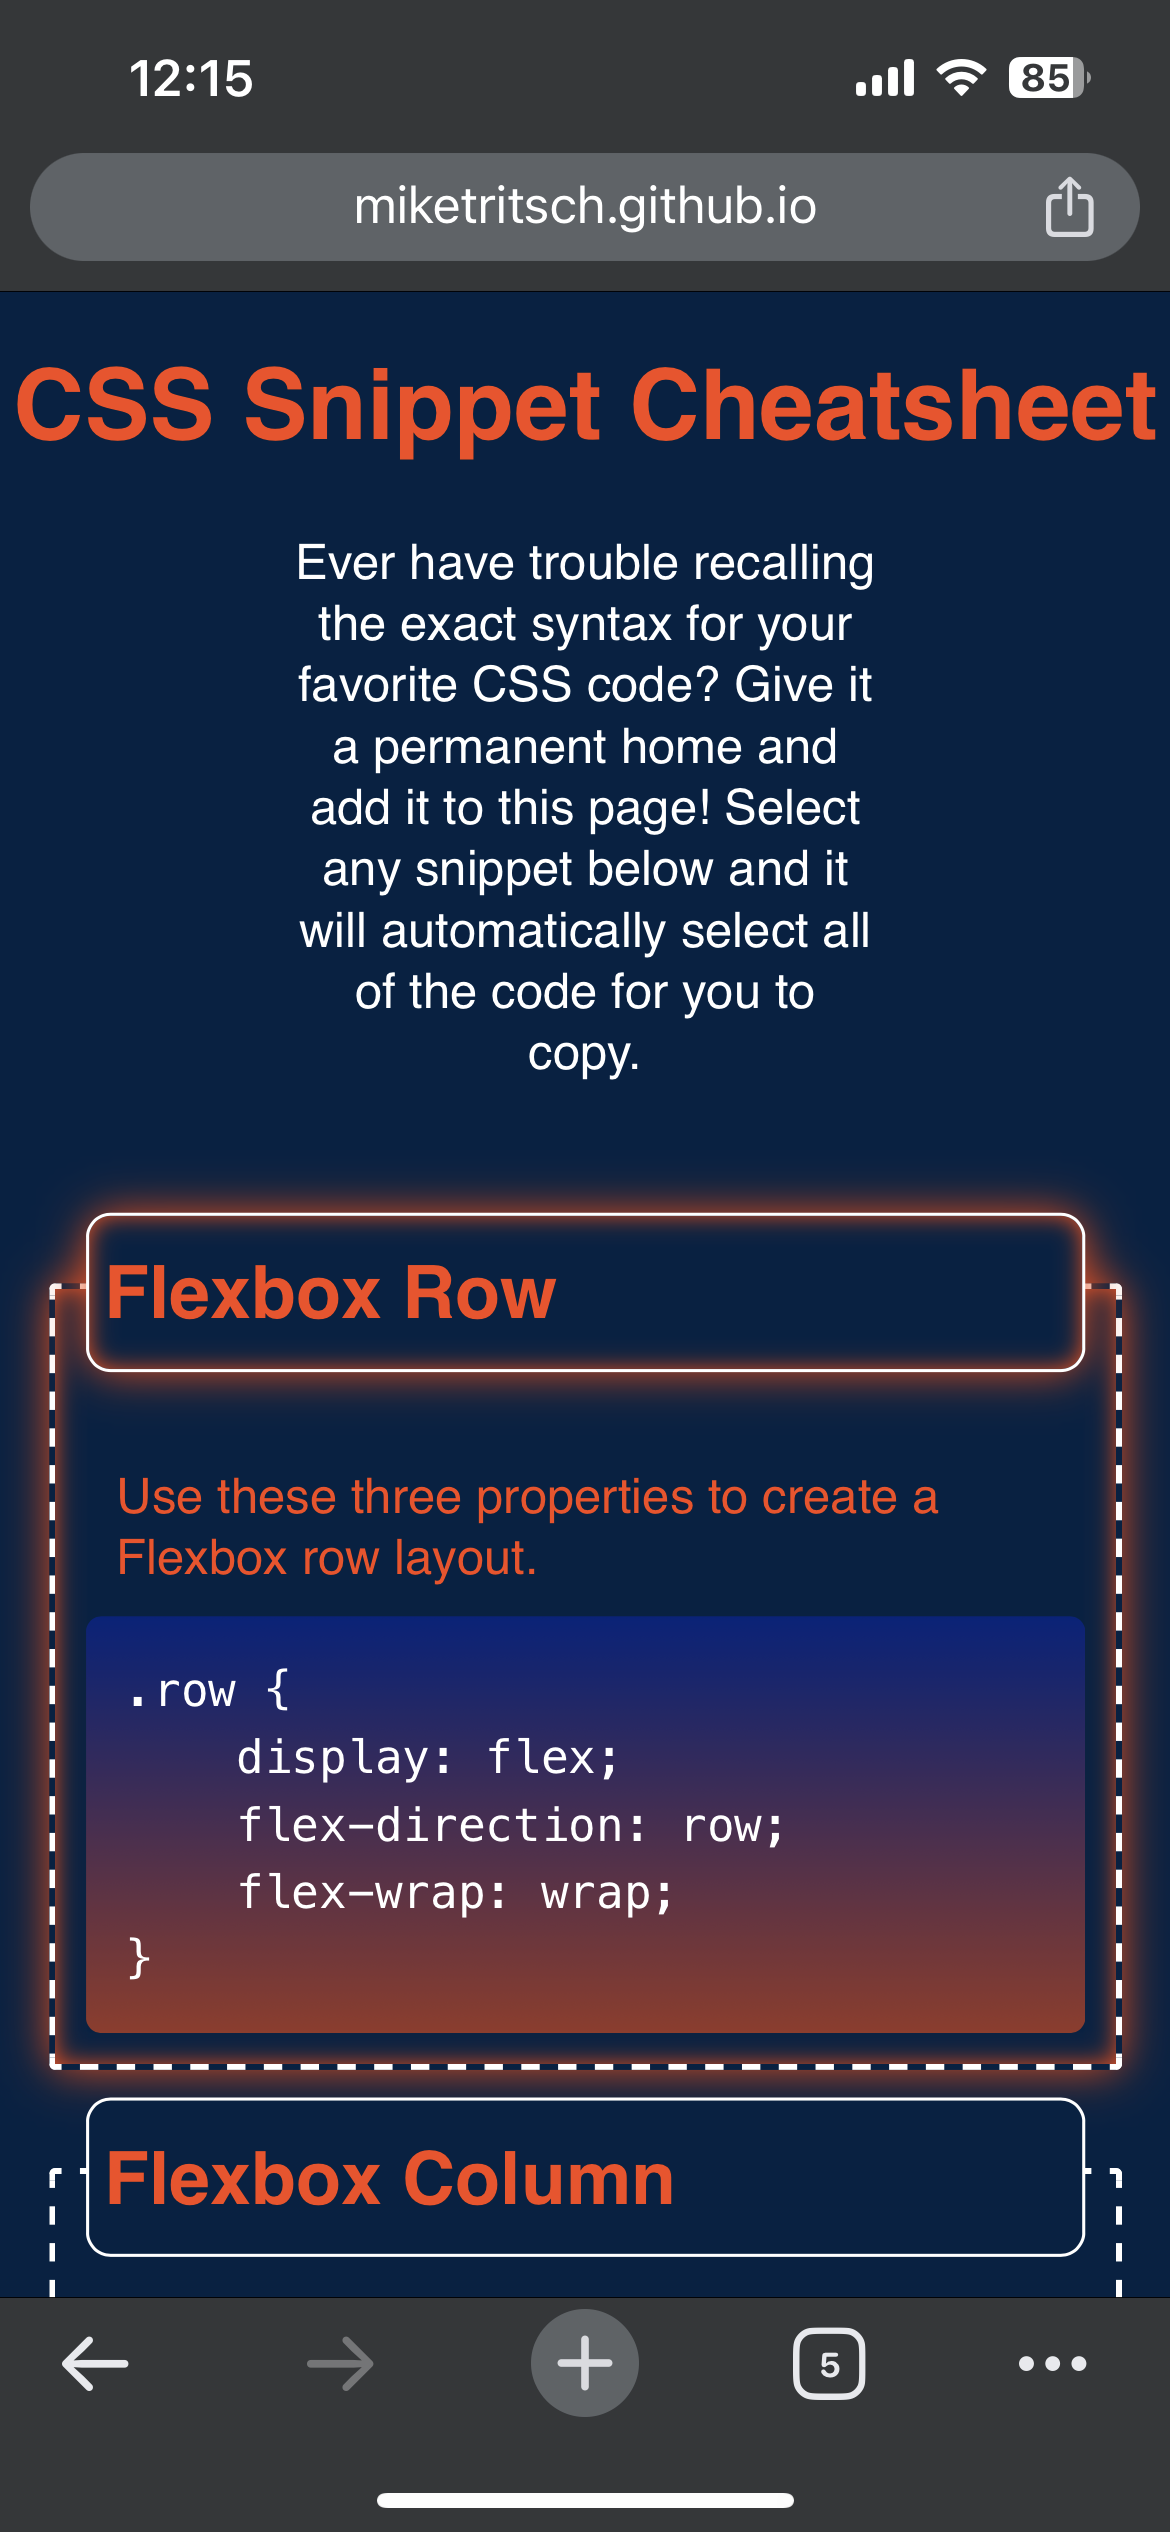 12:15
85
miketritsch.github.io
CSS Snippet Cheatsheet
Ever have trouble recalling
the exact syntax for your
favorite CSS code? Give it
a permanent home and
add it to this page! Select
any snippet below and it
will automatically select all
of the code for you to
copy.
Flexbox Row
Use these three properties to create a
Flexbox row layout.
.row {
    display: flex;
    flex-direction: row;
    flex-wrap: wrap;
}
Flexbox Column
5